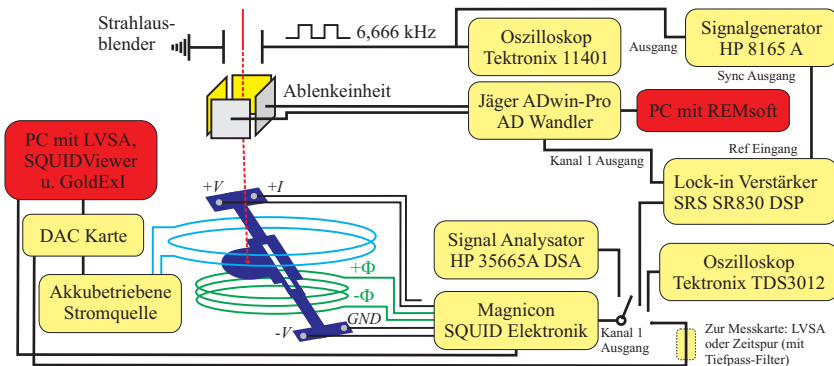 Strahlaus-
blender
6,666 kHz
Oszilloskop
Tektronix 11401
Ausgang
Signalgenerator
HP 8165 A
Sync Ausgang
Ablenkeinheit
Jäger ADwin-Pro
AD Wandler
PC mit REMsoft
Kanal 1 Ausgang
Ref Eingang
PC mit LVSA,
SQUIDViewer
u. GoldExI
Lock-in Verstärker
SRS SR830 DSP
+V
+I
DAC Karte
Signal Analysator
HP 35665A DSA
Akkubetriebene
Stromquelle
+Φ
-Φ
Oszilloskop
Tektronix TDS3012
Magnicon
SQUID Elektronik
GND
-V
Kanal 1
Ausgang
Zur Messkarte: LVSA
oder Zeitspur (mit
Tiefpass-Filter)